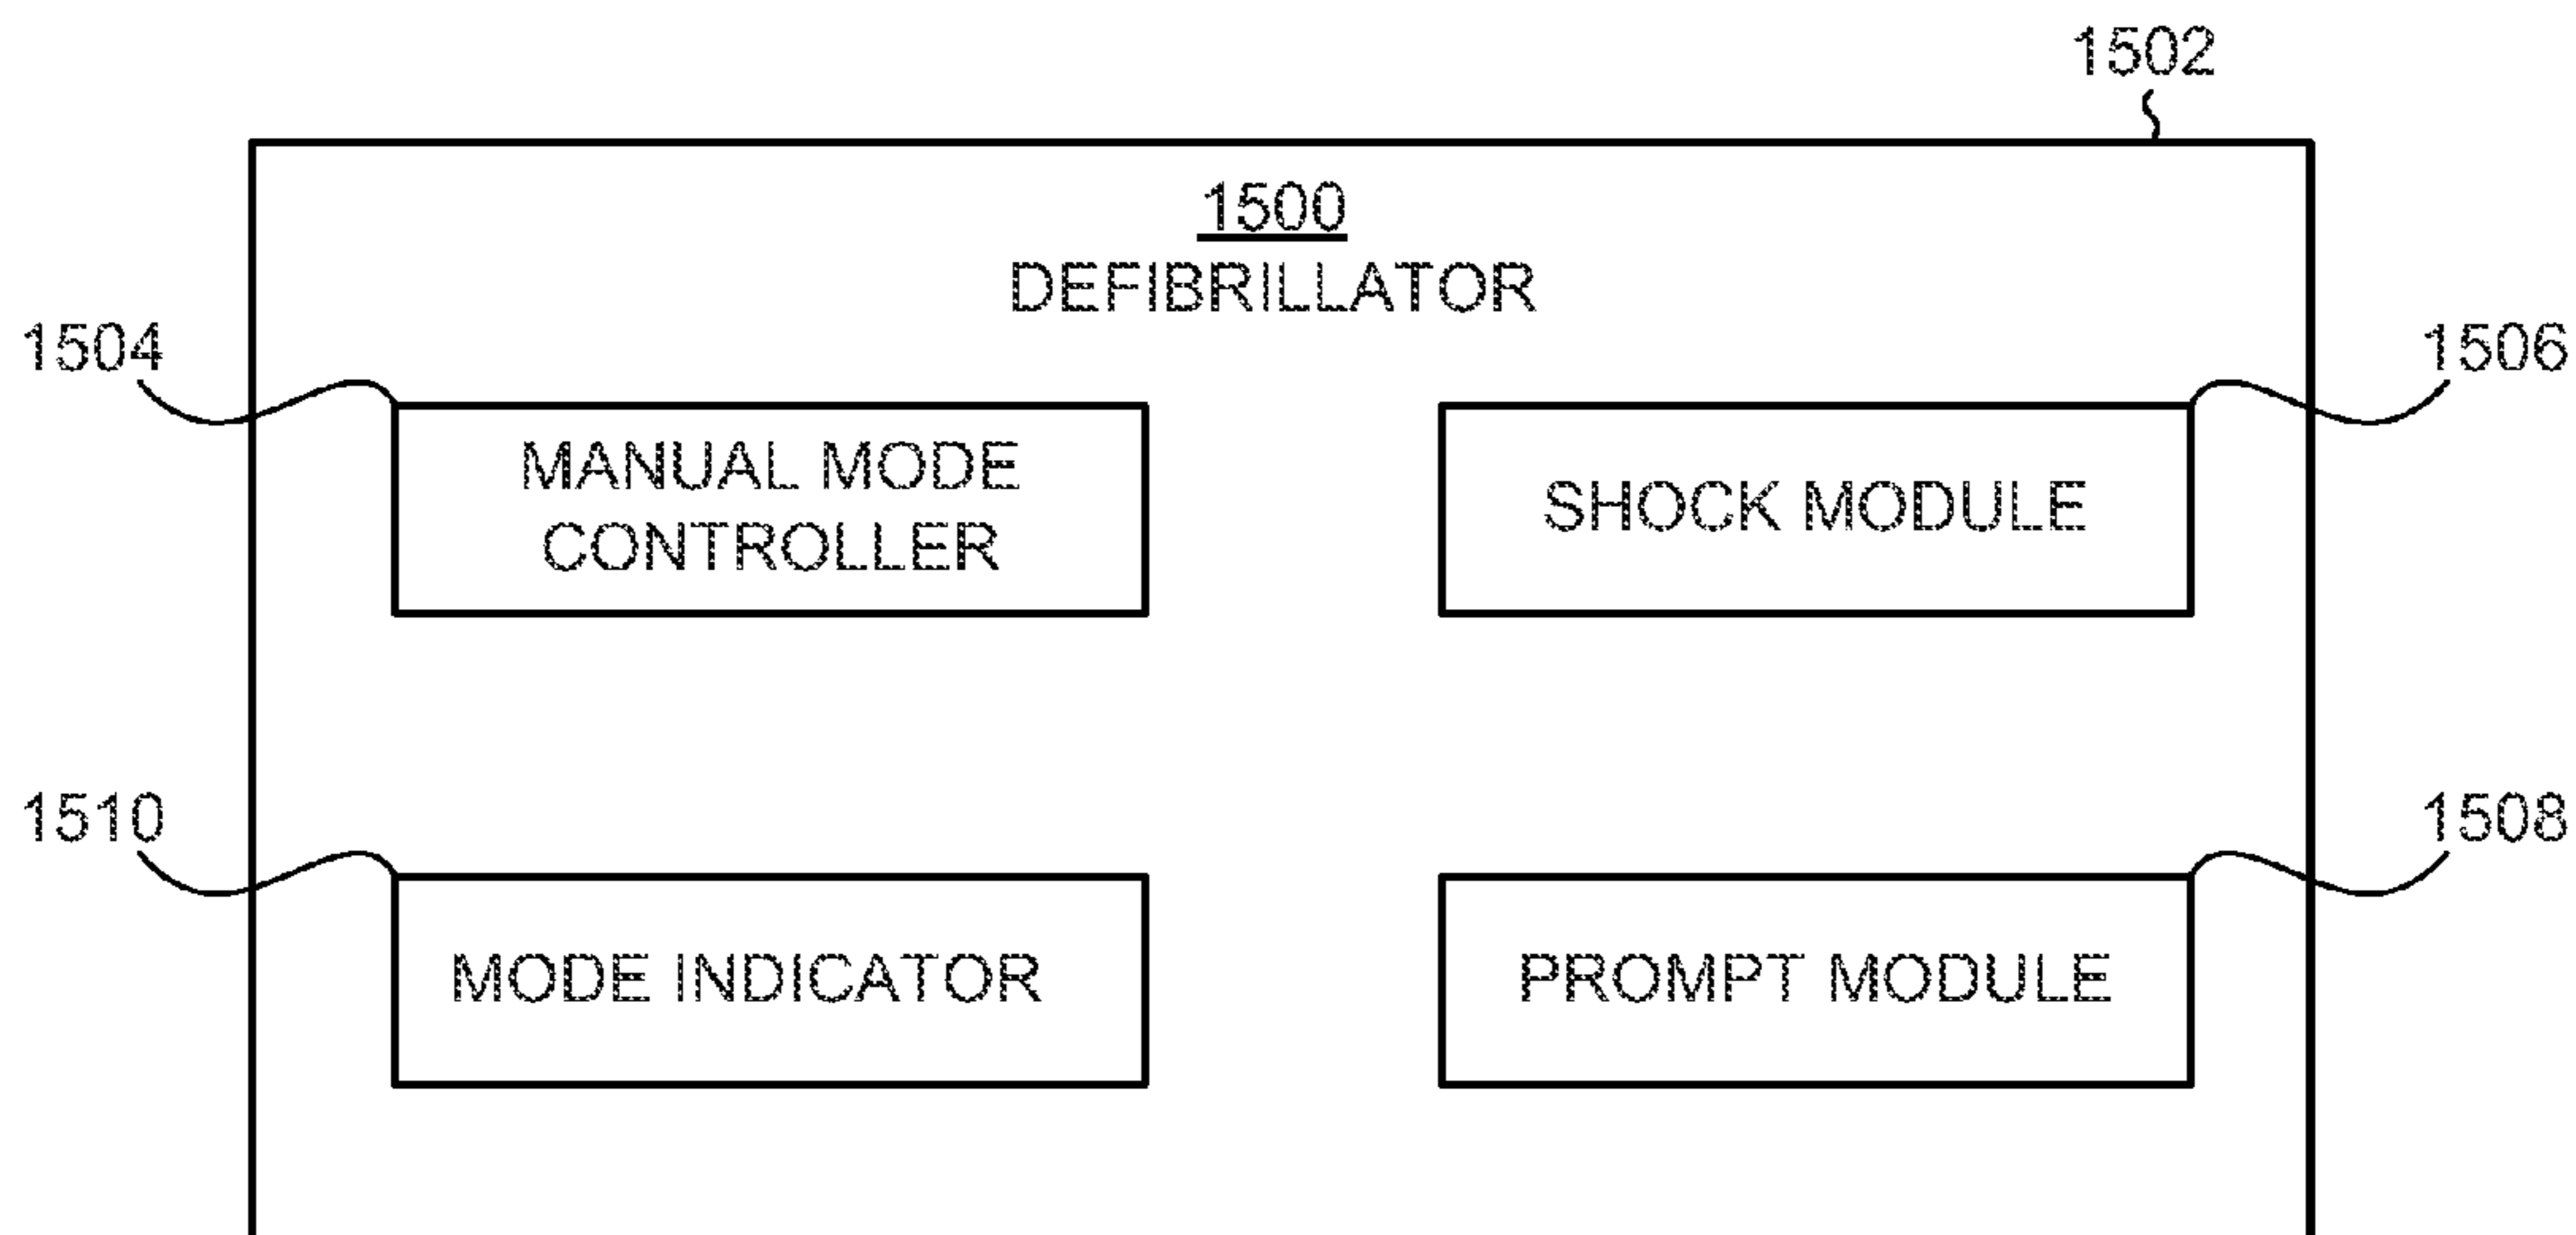 1502
1500
DEFIBRILLATOR
1504
1506
MANUAL MODE
CONTROLLER
SHOCK MODULE
1510
1508
MODE INDICATOR
PROMPT MODULE